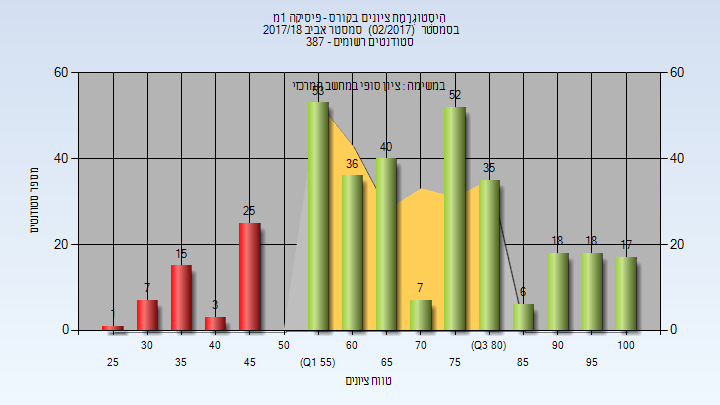 היסטוגרמת ציונים בקורס - פיסיקה 1מ
בסמסטר (02/2017) סמסטר אביב 2017/18
סטודנטים רשומים - 387
במשימה : ציון סופי במחשב המרכזי
מספר סטודנטים
60 60
40 40
20 20
0 0
1 7 15 3 25 53 36 40 7 52 35 6 18 18 17
30 40 50 60 70 (Q3 80) 90 100
25 35 45 (Q1 55) 65 75 85 95
טווח ציונים